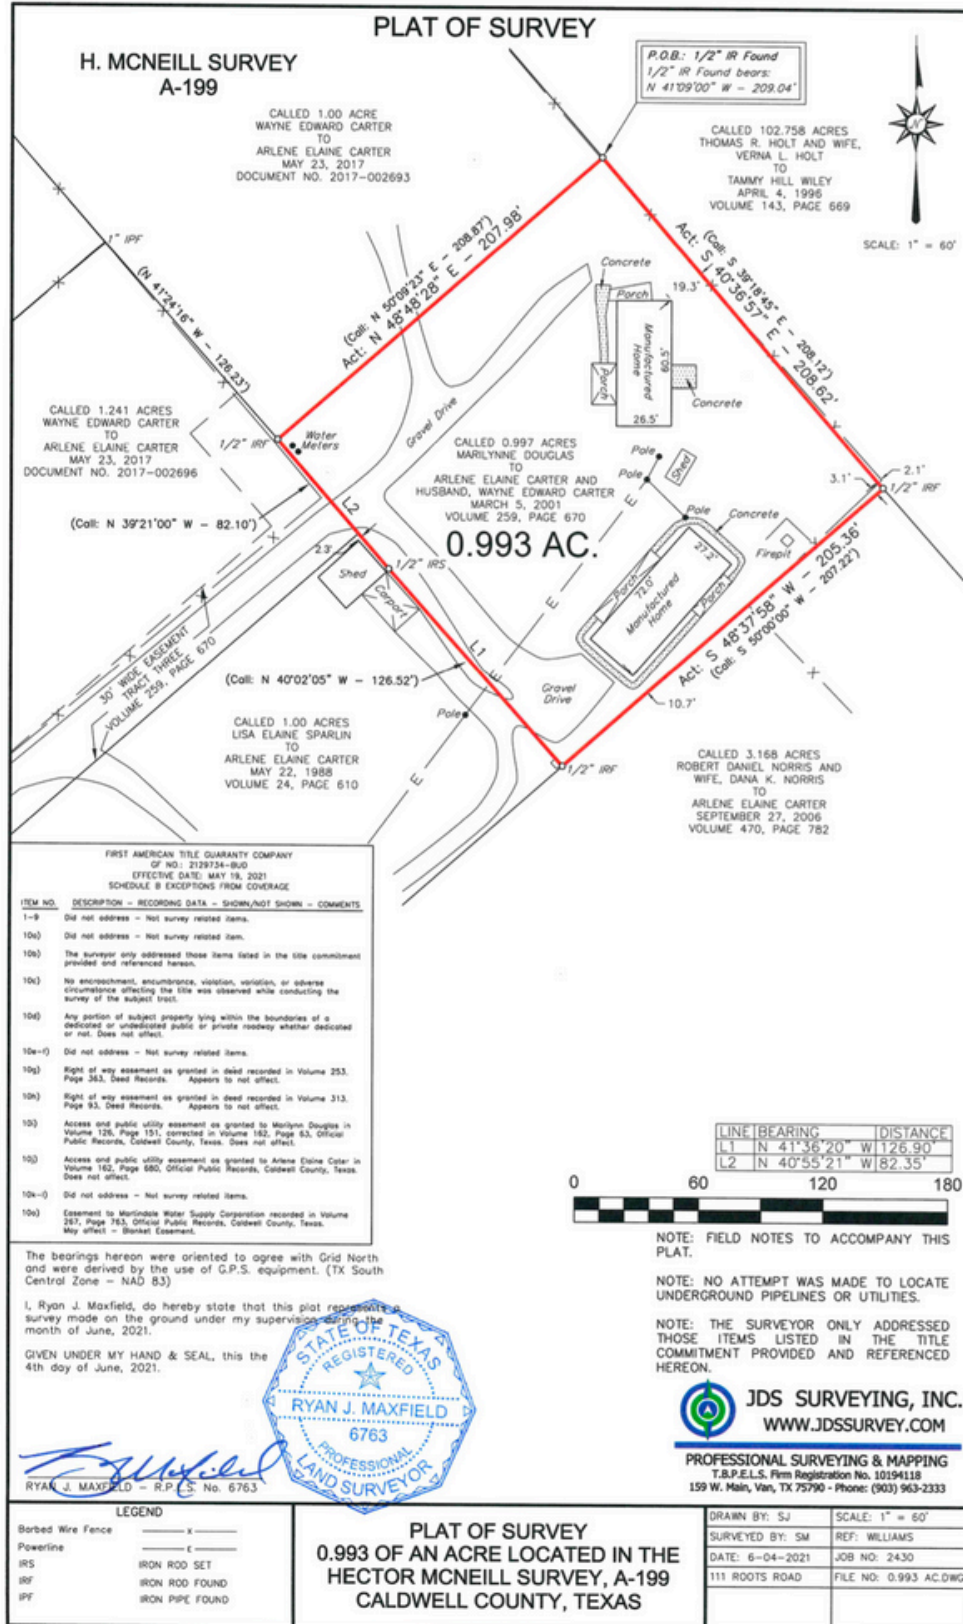 PLAT OF SURVEY
H. MCNEILL SURVEY
A-199
P.O.B.: 1/2" IR Found
1/2" IR Found bears:
N 41°09'00" W - 209.04'
CALLED 1.00 ACRE
WAYNE EDWARD CARTER
TO
ARLENE ELAINE CARTER
MAY 23, 2017
DOCUMENT NO. 2017-002693
CALLED 102.758 ACRES
THOMAS R. HOLT AND WIFE,
VERNA L. HOLT
TO
TAMMY HILL WILEY
APRIL 4, 1996
VOLUME 143, PAGE 669
N
SCALE: 1" = 60'
1" IPF
(N 41°24'16" W - 126.23')
(Call: N 50°09'23" E - 208.87')
Act: N 48°48'28" E - 207.98'
(Call: S 39°18'45" E - 208.12')
Act: S 40°36'57" E - 208.62'
Concrete
Porch
19.3'
Manufactured
Home
60.5'
Porch
26.5'
Concrete
CALLED 1.241 ACRES
WAYNE EDWARD CARTER
TO
ARLENE ELAINE CARTER
MAY 23, 2017
DOCUMENT NO. 2017-002696
1/2" IRF
Water
Meters
Gravel Drive
CALLED 0.997 ACRES
MARILYNNE DOUGLAS
TO
ARLENE ELAINE CARTER AND
HUSBAND, WAYNE EDWARD CARTER
MARCH 5, 2001
VOLUME 259, PAGE 670
0.993 AC.
Pole
Pole
Shed
Pole
Concrete
3.1'
2.1'
1/2" IRF
Firepit
(Call: N 39°21'00" W - 82.10')
L2
2.3'
Shed
1/2" IRS
Carport
27.2'
Porch
72.0'
Manufactured
Home
Porch
Act: S 48°37'58" W - 205.36'
(Call: S 50°00'00" W - 207.22')
30' WIDE EASEMENT
TRACT THREE
VOLUME 259, PAGE 670
(Call: N 40°02'05" W - 126.52')
L1
E
E
E
E
E
Gravel
Drive
10.7'
Pole
CALLED 1.00 ACRES
LISA ELAINE SPARLIN
TO
ARLENE ELAINE CARTER
MAY 22, 1988
VOLUME 24, PAGE 610
1/2" IRF
CALLED 3.168 ACRES
ROBERT DANIEL NORRIS AND
WIFE, DANA K. NORRIS
TO
ARLENE ELAINE CARTER
SEPTEMBER 27, 2006
VOLUME 470, PAGE 782
FIRST AMERICAN TITLE GUARANTY COMPANY
GF NO.: 2129734-BUD
EFFECTIVE DATE: MAY 19, 2021
SCHEDULE B EXCEPTIONS FROM COVERAGE
ITEM NO. DESCRIPTION - RECORDING DATA - SHOWN/NOT SHOWN - COMMENTS
1-9 Did not address - Not survey related items.
10a) Did not address - Not survey related item.
10b) The surveyor only addressed those items listed in the title commitment
provided and referenced hereon.
10c) No encroachment, encumbrance, violation, variation, or adverse
circumstance affecting the title was observed while conducting the
survey of the subject tract.
10d) Any portion of subject property lying within the boundaries of a
dedicated or undedicated public or private roadway whether dedicated
or not. Does not affect.
10e-f) Did not address - Not survey related items.
10g) Right of way easement as granted in deed recorded in Volume 253,
Page 363, Deed Records. Appears to not affect.
10h) Right of way easement as granted in deed recorded in Volume 313,
Page 93, Deed Records. Appears to not affect.
10i) Access and public utility easement as granted to Marilynn Douglas in
Volume 126, Page 151, corrected in Volume 162, Page 63, Official
Public Records, Caldwell County, Texas. Does not affect.
10j) Access and public utility easement as granted to Arlene Elaine Cater in
Volume 162, Page 680, Official Public Records, Caldwell County, Texas.
Does not affect.
10k-l) Did not address - Not survey related items.
10o) Easement to Martindale Water Supply Corporation recorded in Volume
267, Page 763, Official Public Records, Caldwell County, Texas.
May affect - Blanket Easement.
LINE BEARING DISTANCE
L1 N 41°36'20" W 126.90'
L2 N 40°55'21" W 82.35'
0 60 120 180
NOTE: FIELD NOTES TO ACCOMPANY THIS
PLAT.
NOTE: NO ATTEMPT WAS MADE TO LOCATE
UNDERGROUND PIPELINES OR UTILITIES.
NOTE: THE SURVEYOR ONLY ADDRESSED
THOSE ITEMS LISTED IN THE TITLE
COMMITMENT PROVIDED AND REFERENCED
HEREON.
The bearings hereon were oriented to agree with Grid North
and were derived by the use of G.P.S. equipment. (TX South
Central Zone - NAD 83)
I, Ryan J. Maxfield, do hereby state that this plat represents a
survey made on the ground under my supervision during the
month of June, 2021.
GIVEN UNDER MY HAND & SEAL, this the
4th day of June, 2021.
STATE OF TEXAS
REGISTERED
RYAN J. MAXFIELD
6763
PROFESSIONAL
LAND SURVEYOR
RYAN J. MAXFIELD - R.P.L.S. No. 6763
JDS SURVEYING, INC.
WWW.JDSSURVEY.COM
PROFESSIONAL SURVEYING & MAPPING
T.B.P.E.L.S. Firm Registration No. 10194118
159 W. Main, Van, TX 75790 - Phone: (903) 963-2333
LEGEND
Barbed Wire Fence x
Powerline E
IRS IRON ROD SET
IRF IRON ROD FOUND
IPF IRON PIPE FOUND
PLAT OF SURVEY
0.993 OF AN ACRE LOCATED IN THE
HECTOR MCNEILL SURVEY, A-199
CALDWELL COUNTY, TEXAS
DRAWN BY: SJ SCALE: 1" = 60'
SURVEYED BY: SM REF: WILLIAMS
DATE: 6-04-2021 JOB NO: 2430
111 ROOTS ROAD FILE NO: 0.993 AC.DWG